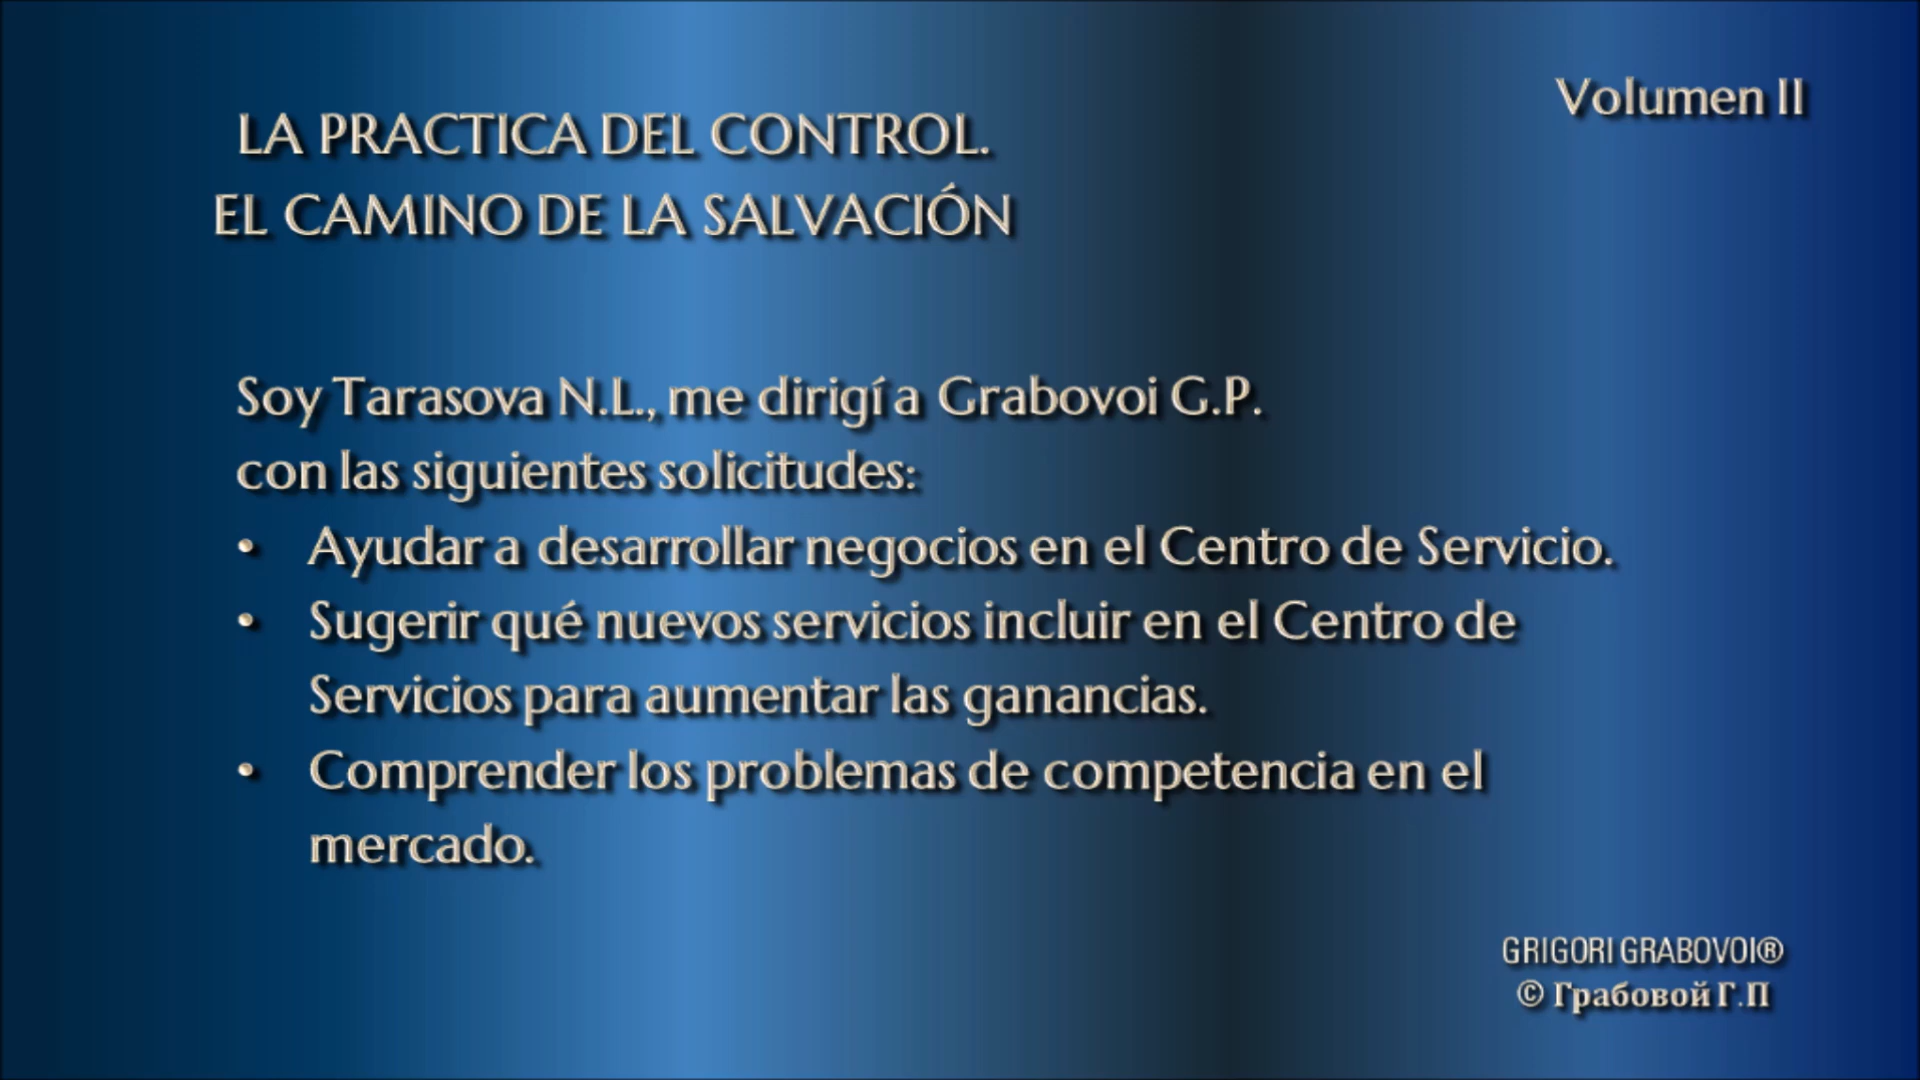 Volumen II
LA PRACTICA DEL CONTROL.
EL CAMINO DE LA SALVACIÓN
Soy Tarasova N.L., me dirigí a Grabovoi G.P.
con las siguientes solicitudes:
• Ayudar a desarrollar negocios en el Centro de Servicio.
• Sugerir qué nuevos servicios incluir en el Centro de
Servicios para aumentar las ganancias.
• Comprender los problemas de competencia en el
mercado.
GRIGORI GRABOVOI®
© Грабовой Г.П